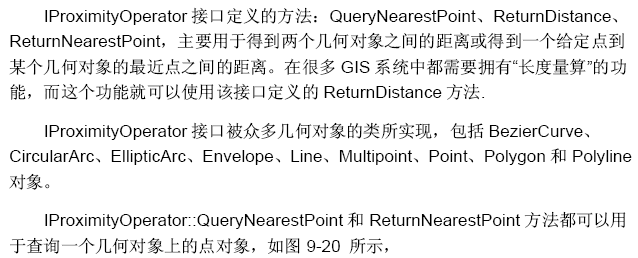 IProximityOperator 接口定义的方法：QueryNearestPoint、ReturnDistance、
ReturnNearestPoint，主要用于得到两个几何对象之间的距离或得到一个给定点到
某个几何对象的最近点之间的距离。在很多 GIS 系统中都需要拥有“长度量算”的功
能，而这个功能就可以使用该接口定义的 ReturnDistance 方法.
IProximityOperator 接口被众多几何对象的类所实现，包括 BezierCurve、
CircularArc、EllipticArc、Envelope、Line、Multipoint、Point、Polygon 和 Polyline
对象。
IProximityOperator::QueryNearestPoint 和 ReturnNearestPoint 方法都可以用
于查询一个几何对象上的点对象，如图 9-20 所示，